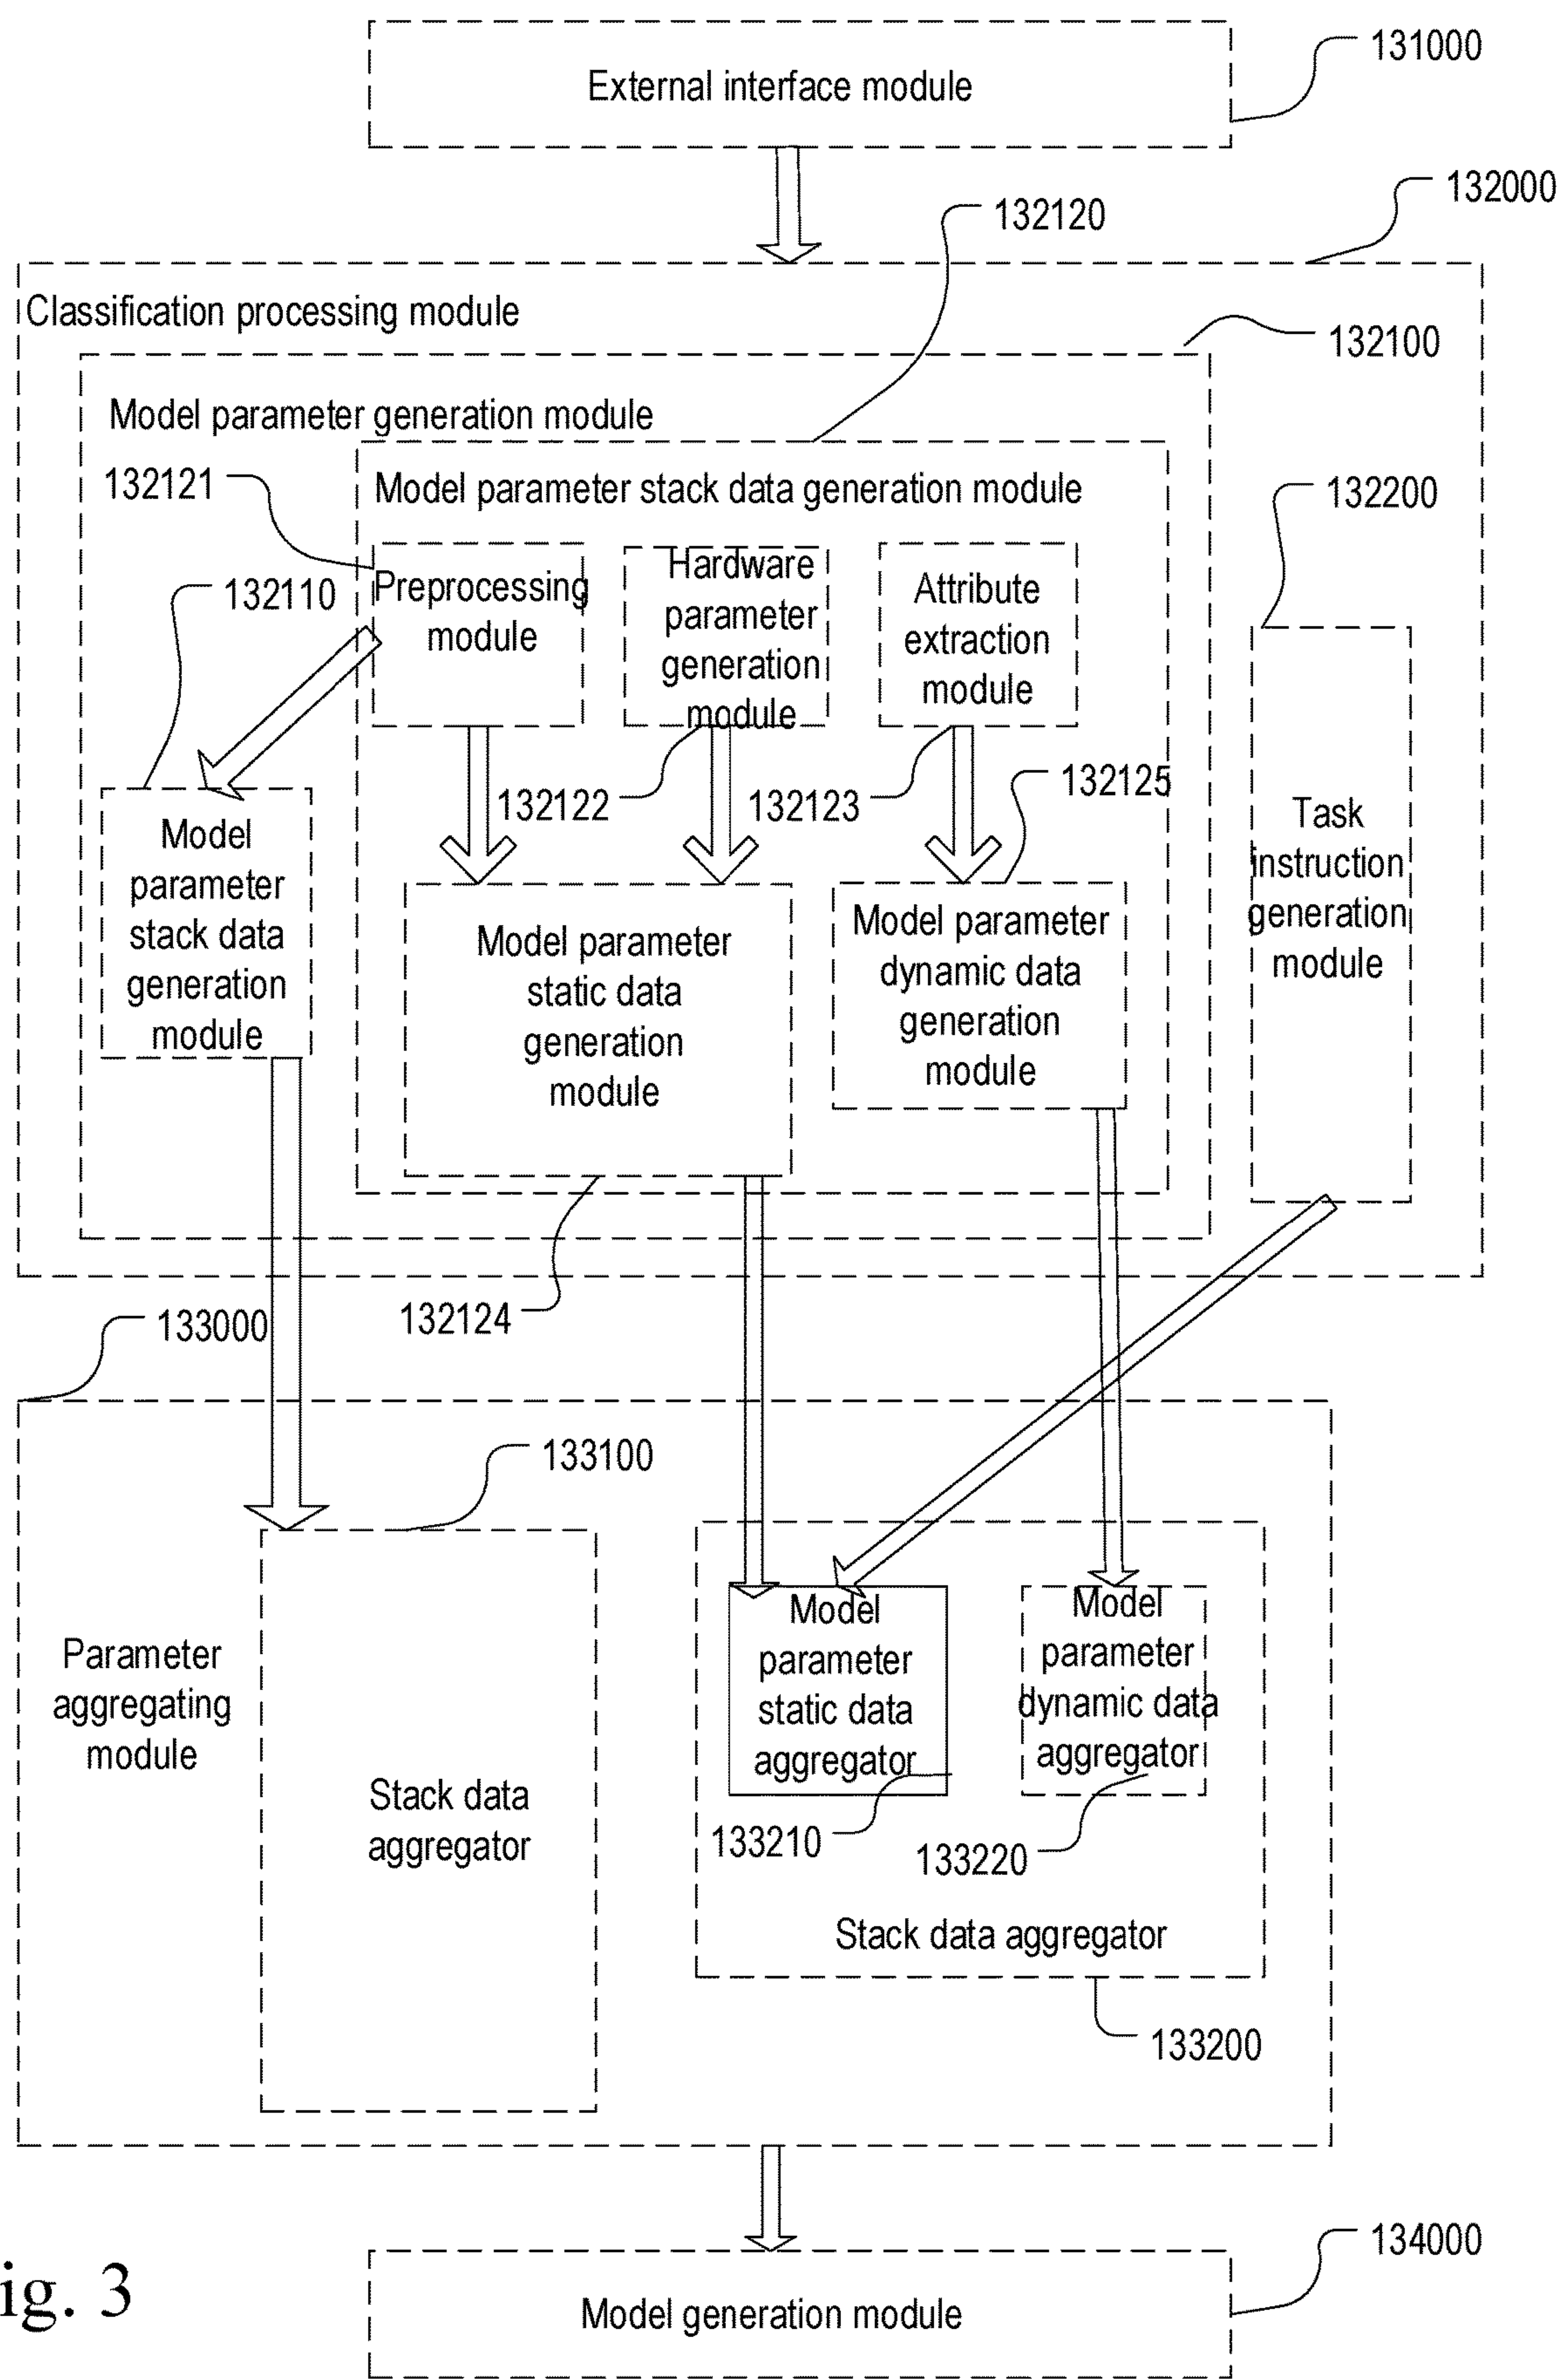 External interface module
131000
132000
132120
Classification processing module
132100
Model parameter generation module
132121
Model parameter stack data generation module
132200
132110
Preprocessing
module
Hardware
parameter
generation
module
Attribute
extraction
module
132122
132123
132125
Model
parameter
stack data
generation
module
Model parameter
static data
generation
module
Model parameter
dynamic data
generation
module
Task
instruction
generation
module
132124
133000
133100
Parameter
aggregating
module
Stack data
aggregator
Model
parameter
static data
aggregator
Model
parameter
dynamic data
aggregator
133210
133220
Stack data aggregator
133200
134000
Model generation module
ig. 3